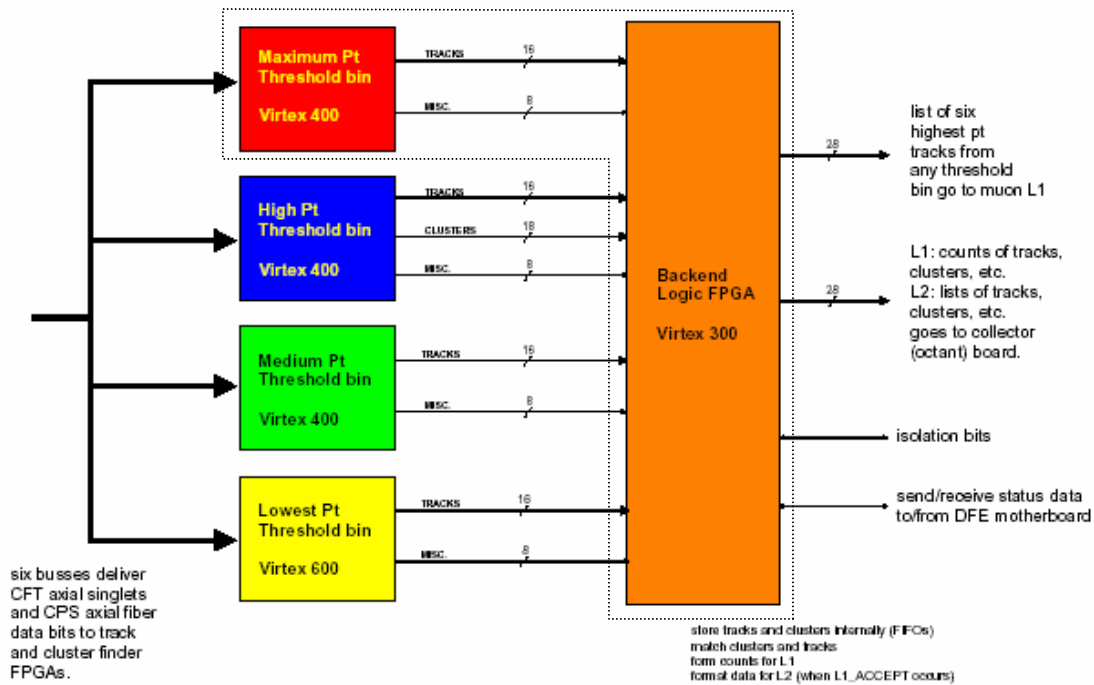 Maximum Pt
Threshold bin
Virtex 400
TRACKS
16
MISC.
8
High Pt
Threshold bin
Virtex 400
TRACKS
16
CLUSTERS
18
MISC.
8
Medium Pt
Threshold bin
Virtex 400
TRACKS
16
MISC.
8
Lowest Pt
Threshold bin
Virtex 600
TRACKS
16
MISC.
8
Backend
Logic FPGA
Virtex 300
28
list of six
highest pt
tracks from
any threshold
bin go to muon L1
28
L1: counts of tracks,
clusters, etc.
L2: lists of tracks,
clusters, etc.
goes to collector
(octant) board.
isolation bits
send/receive status data
to/from DFE motherboard
six busses deliver
CFT axial singlets
and CPS axial fiber
data bits to track
and cluster finder
FPGAs.
store tracks and clusters internally (FIFOs)
match clusters and tracks
form counts for L1
format data for L2 (when L1_ACCEPT occurs)